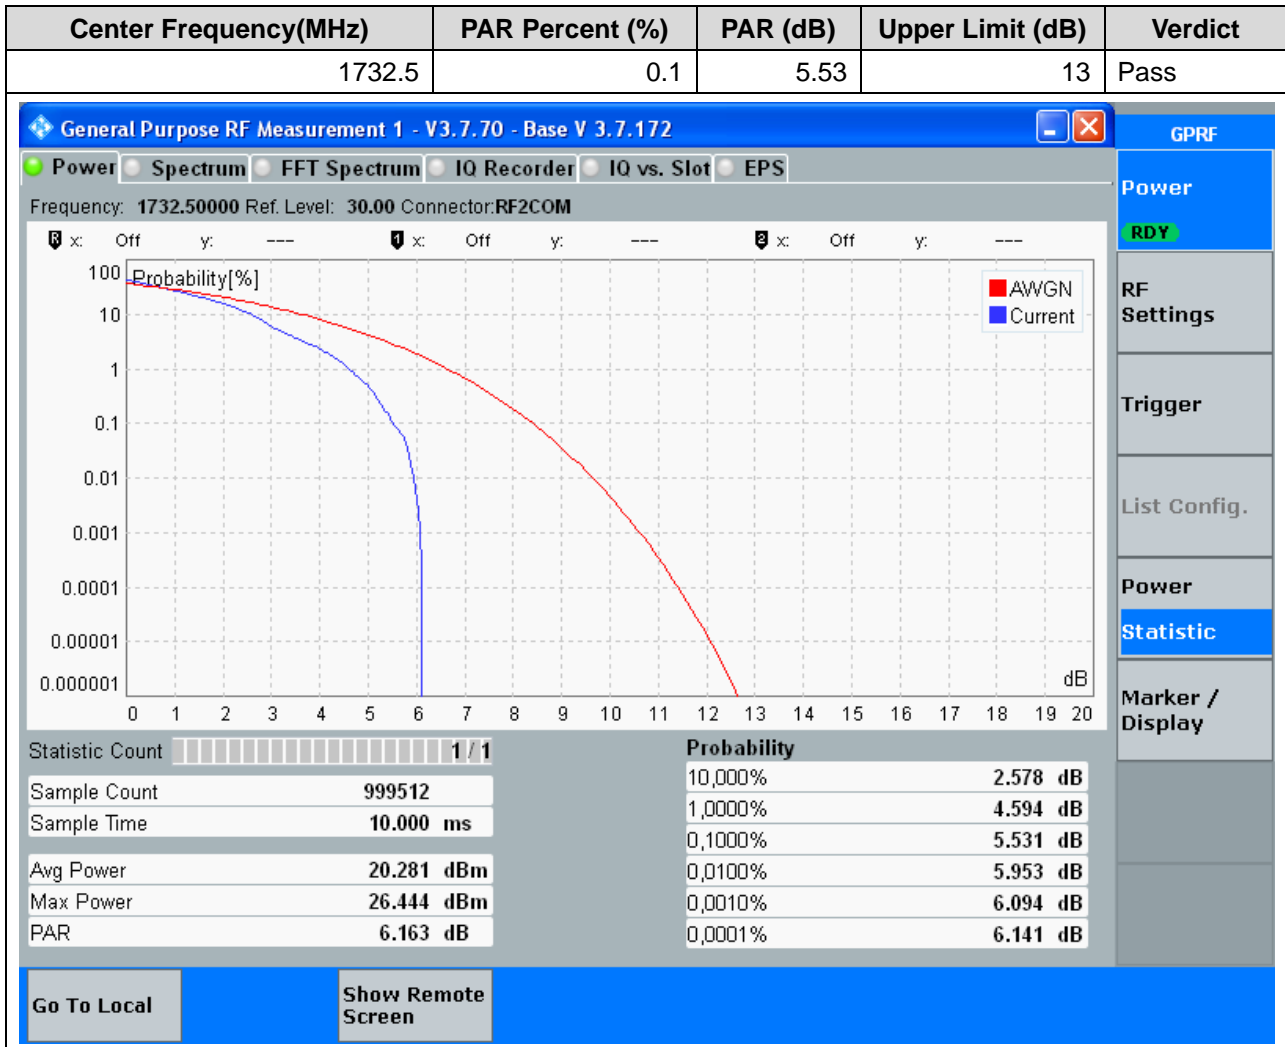 Center Frequency(MHz) PAR Percent (%) PAR (dB) Upper Limit (dB) Verdict
1732.5 0.1 5.53 13 Pass
General Purpose RF Measurement 1 - V3.7.70 - Base V 3.7.172
GPRF
Power Spectrum FFT Spectrum IQ Recorder IQ vs. Slot EPS
Power
RDY
Frequency: 1732.50000 Ref. Level: 30.00 Connector:RF2COM
R x: Off y: --- 1 x: Off y: --- 2 x: Off y: ---
Probability[%]
AWGN
Current
100
10
1
0.1
0.01
0.001
0.0001
0.00001
0.000001
dB
0 1 2 3 4 5 6 7 8 9 10 11 12 13 14 15 16 17 18 19 20
RF
Settings
Trigger
List Config.
Power
Statistic
Marker /
Display
Statistic Count 1 / 1
Sample Count 999512
Sample Time 10.000 ms
Avg Power 20.281 dBm
Max Power 26.444 dBm
PAR 6.163 dB
Probability
10,000% 2.578 dB
1,0000% 4.594 dB
0,1000% 5.531 dB
0,0100% 5.953 dB
0,0010% 6.094 dB
0,0001% 6.141 dB
Go To Local
Show Remote
Screen